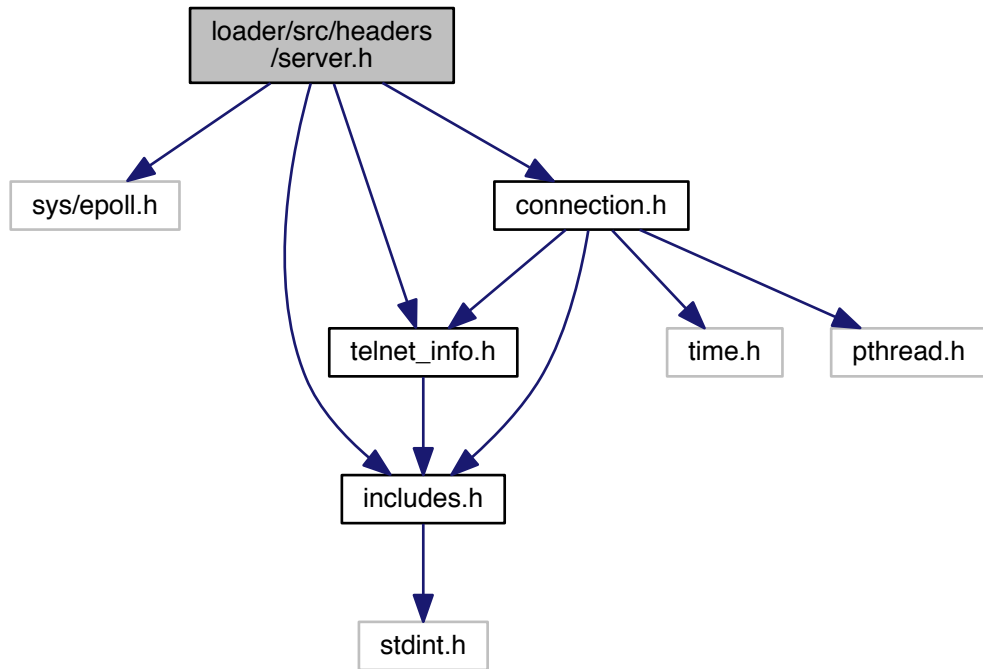 loader/src/headers
/server.h
sys/epoll.h
connection.h
telnet_info.h
time.h
pthread.h
includes.h
stdint.h